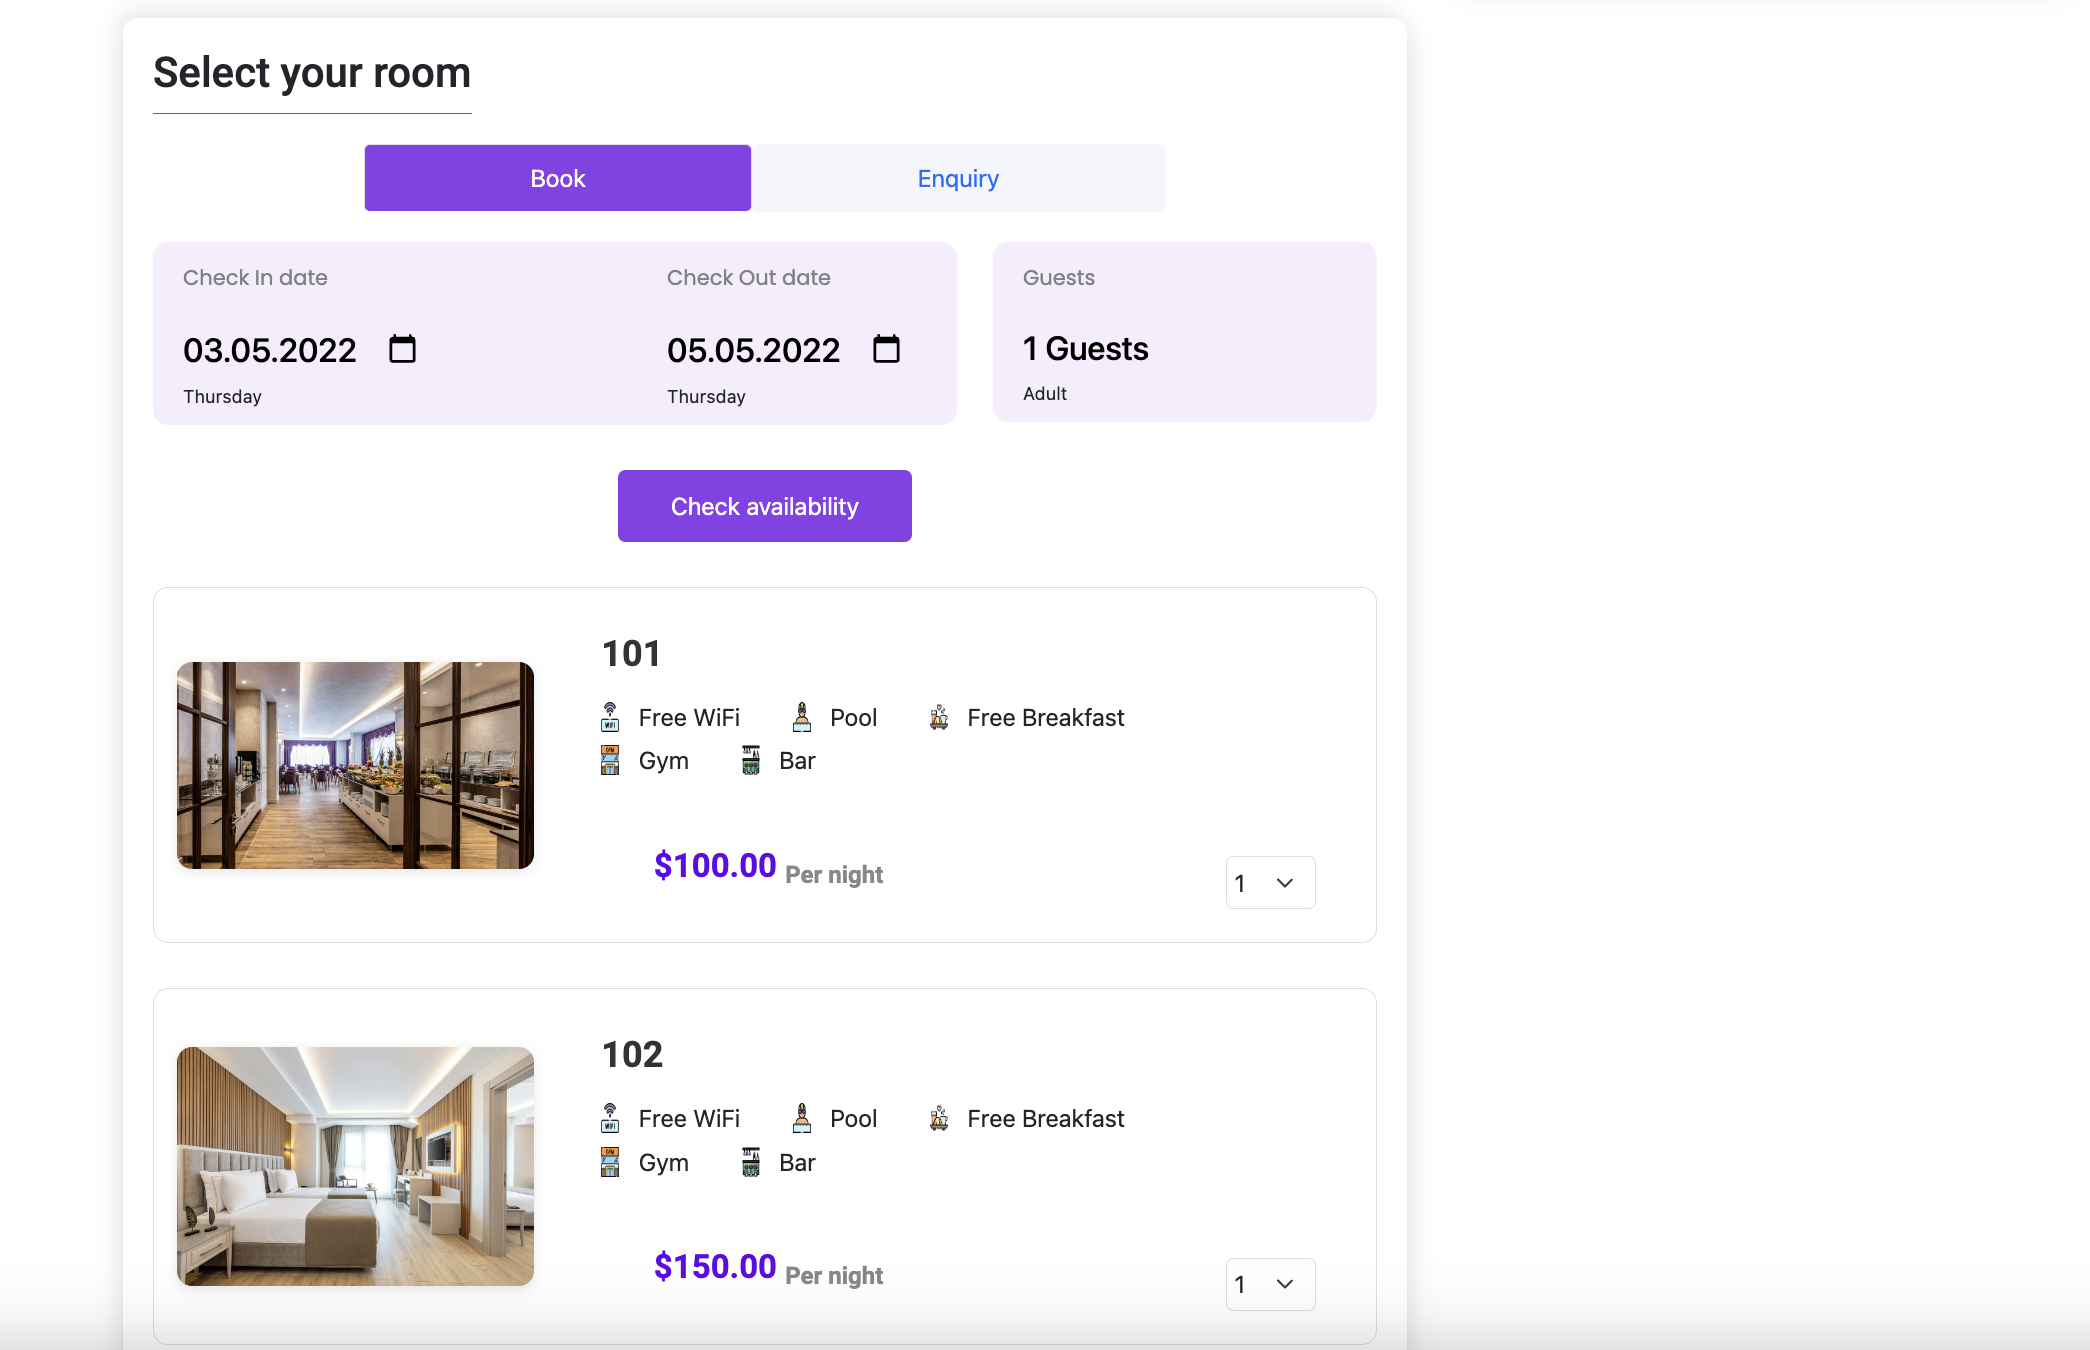 Select your room
Book
Enquiry
Check In date
Check Out date
Guests
03.05.2022
05.05.2022
1 Guests
Thursday
Thursday
Adult
Check availability
101
Free WiFi
Pool
Free Breakfast
Gym
Bar
$100.00 Per night
1
102
Free WiFi
Pool
Free Breakfast
Gym
Bar
$150.00 Per night
1